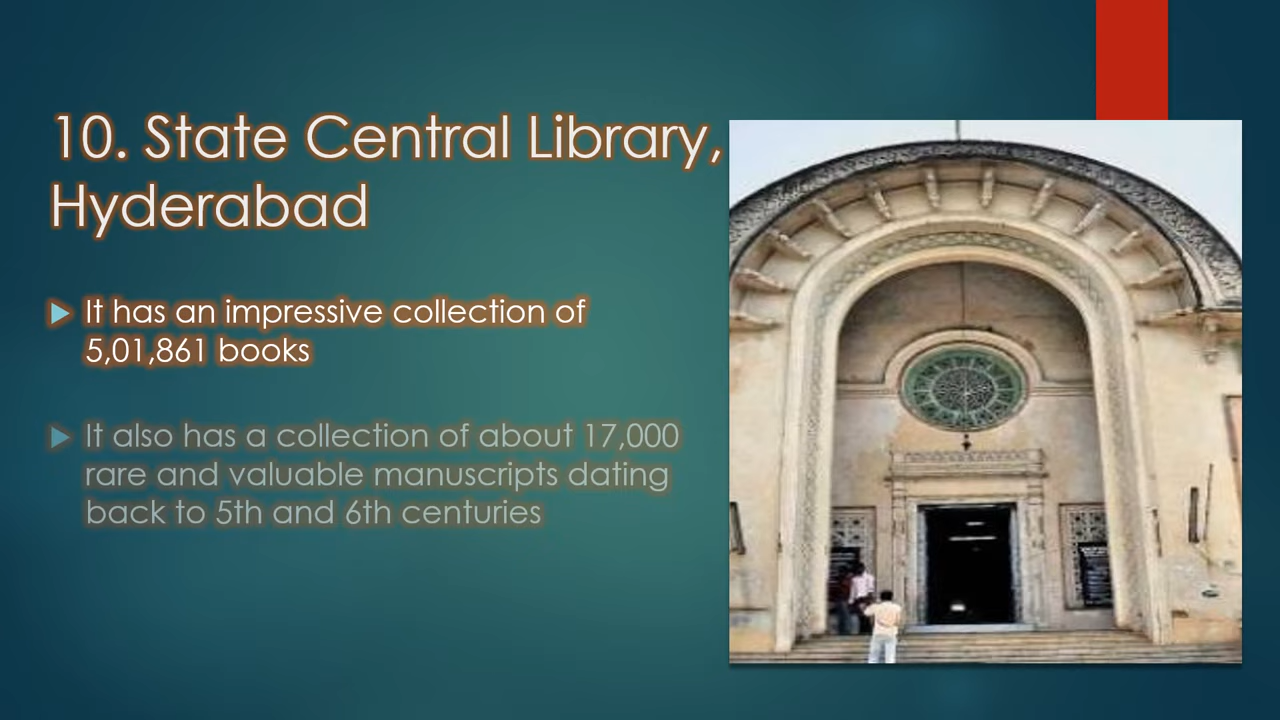 10. State Central Library,
Hyderabad
It has an impressive collection of
5,01,861 books
It also has a collection of about 17,000
rare and valuable manuscripts dating
back to 5th and 6th centuries